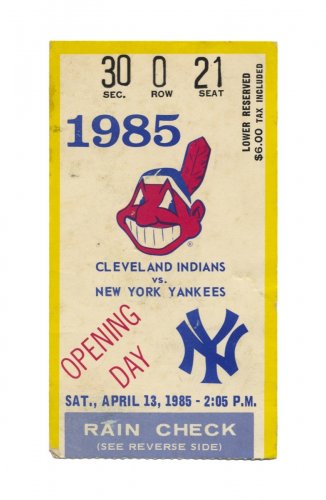 30 0 21
SEC. ROW SEAT
LOWER RESERVED
$6.00 TAX INCLUDED
1985
CLEVELAND INDIANS
vs.
NEW YORK YANKEES
OPENING
DAY
NY
SAT., APRIL 13, 1985 - 2:05 P.M.
RAIN CHECK
(SEE REVERSE SIDE)